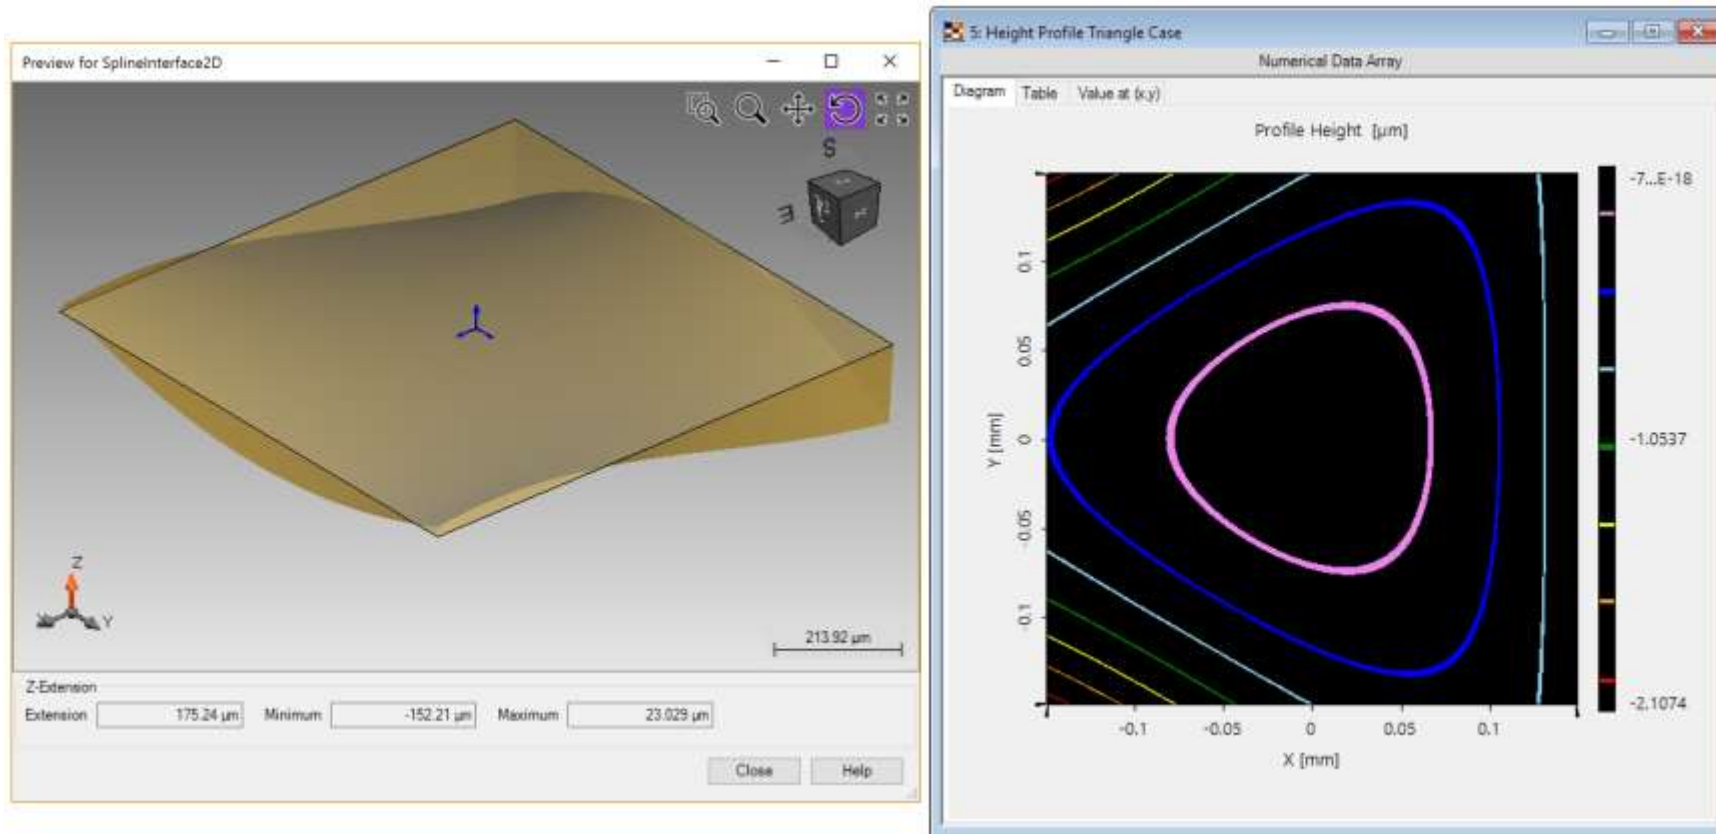 Preview for SplineInterface2D
S
E
Z
Y
213.92 µm
Z-Extension
Extension 175.24 µm Minimum -152.21 µm Maximum 23.029 µm
Close Help
5: Height Profile Triangle Case
Numerical Data Array
Diagram Table Value at (x,y)
Profile Height [µm]
-7...E-18
-1.0537
-2.1074
0.1
0.05
0
-0.05
-0.1
Y [mm]
-0.1 -0.05 0 0.05 0.1
X [mm]